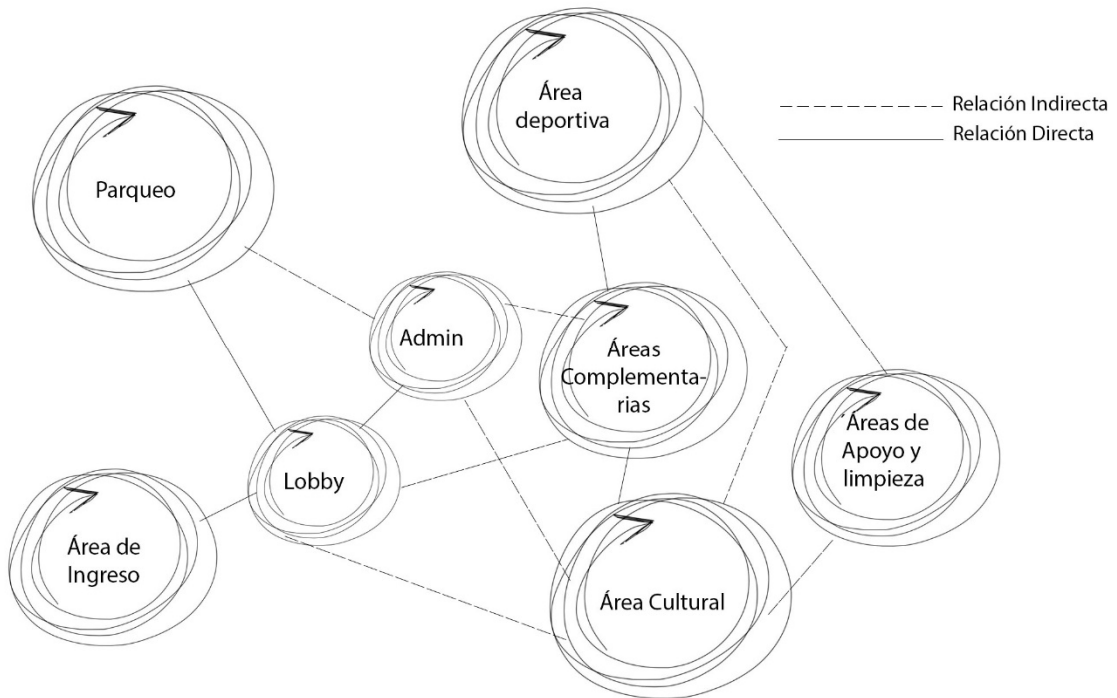 Área
deportiva
Relación Indirecta
Relación Directa
Parqueo
Admin
Áreas
Complementa-
rias
Áreas de
Apoyo y
limpieza
Lobby
Área de
Ingreso
Área Cultural